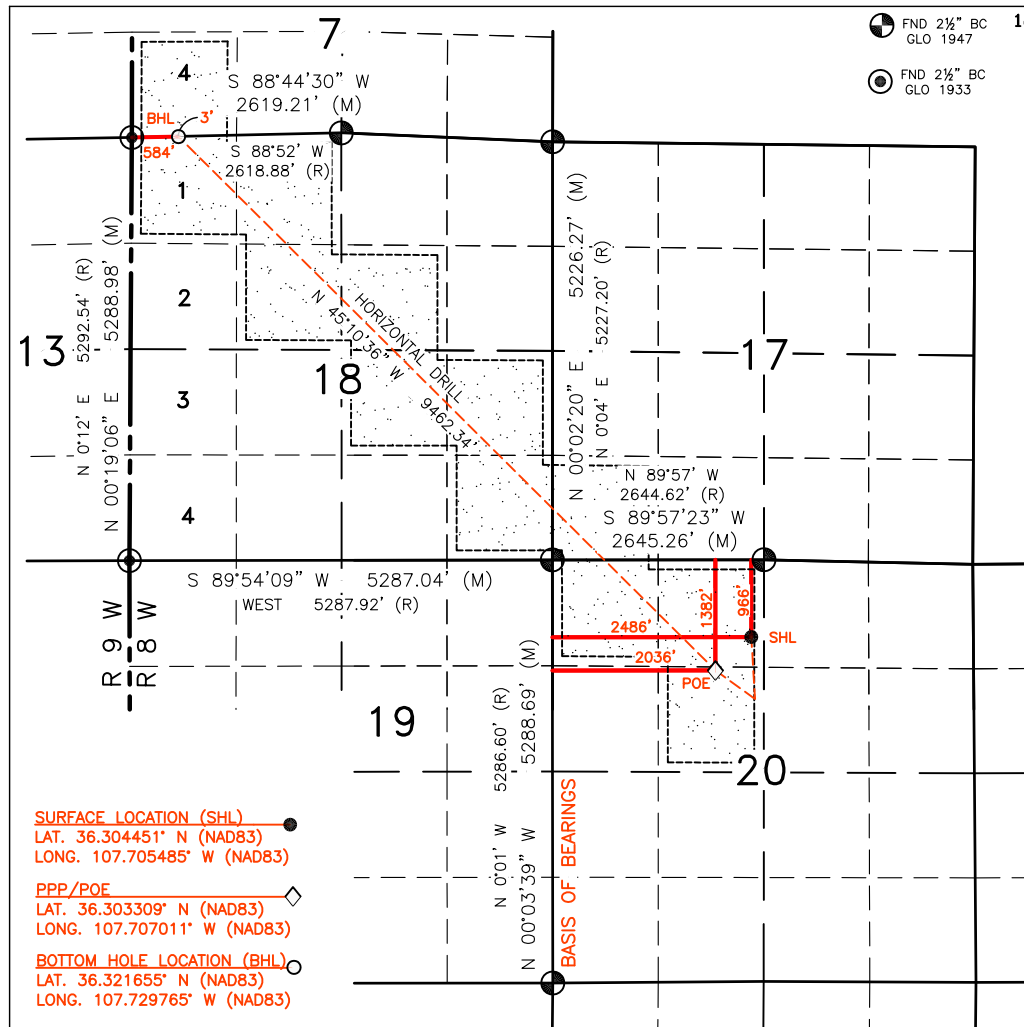 FND 2½" BC
GLO 1947
FND 2½" BC
GLO 1933
7
4
S 88°44'30" W
2619.21' (M)
BHL
3'
584'
S 88°52' W
2618.88' (R)
1
N 0°12' E 5292.54' (R)
N 00°19'06" E 5288.98' (M)
N 00°02'20" E 5226.27' (M)
N 0°04' E 5227.20' (R)
2
13
18
17
HORIZONTAL DRILL
N 45°10'36" W 9462.34'
3
4
N 89°57' W
2644.62' (R)
S 89°57'23" W
2645.26' (M)
S 89°54'09" W 5287.04' (M)
WEST 5287.92' (R)
R 9 W
R 8 W
1382'
966'
2486'
SHL
2036'
POE
19
20
N 0°01' W 5286.60' (R)
N 00°03'39" W 5288.69' (M)
BASIS OF BEARINGS
SURFACE LOCATION (SHL)
LAT. 36.304451° N (NAD83)
LONG. 107.705485° W (NAD83)
PPP/POE
LAT. 36.303309° N (NAD83)
LONG. 107.707011° W (NAD83)
BOTTOM HOLE LOCATION (BHL)
LAT. 36.321655° N (NAD83)
LONG. 107.729765° W (NAD83)